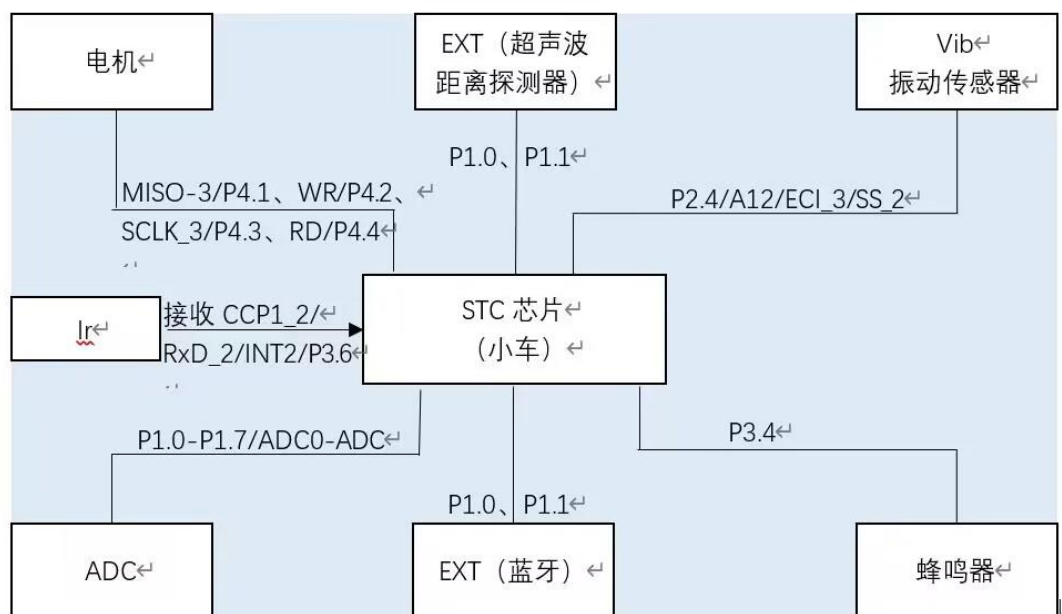 电机↵
EXT（超声波
距离探测器）↵
Vib↵
振动传感器↵
P1.0、P1.1↵
MISO-3/P4.1、WR/P4.2、↵
SCLK_3/P4.3、RD/P4.4↵
P2.4/A12/ECI_3/SS_2↵
Ir↵
接收 CCP1_2/↵
RxD_2/INT2/P3.6↵
STC 芯片↵
（小车）↵
P1.0-P1.7/ADC0-ADC↵
P3.4↵
P1.0、P1.1↵
ADC↵
EXT（蓝牙）↵
蜂鸣器↵